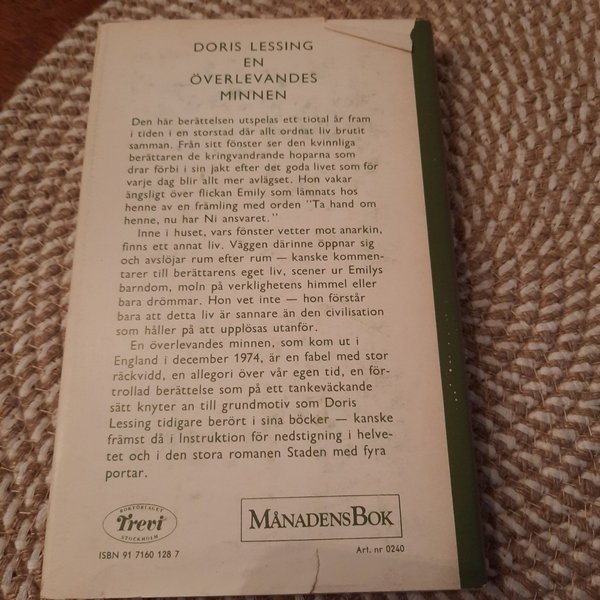 DORIS LESSING
EN
ÖVERLEVANDES
MINNEN
Den här berättelsen utspelas ett tiotal år fram
i tiden i en storstad där allt ordnat liv brutit
samman. Från sitt fönster ser den kvinnliga
berättaren de kringvandrande hoparna som
drar förbi i sin jakt efter det goda livet som för
varje dag blir allt mer avlägset. Hon vakar
ängsligt över flickan Emily som lämnats hos
henne av en främling med orden "Ta hand om
henne, nu har Ni ansvaret."
Inne i huset, vars fönster vetter mot anarkin,
finns ett annat liv. Väggen därinne öppnar sig
och avslöjar rum efter rum — kanske kommen-
tarer till berättarens eget liv, scener ur Emilys
barndom, moln på verklighetens himmel eller
bara drömmar. Hon vet inte — hon förstår
bara att detta liv är sannare än den civilisation
som håller på att upplösas utanför.
En överlevandes minnen, som kom ut i
England i december 1974, är en fabel med stor
räckvidd, en allegori över vår egen tid, en för-
trollad berättelse som på ett tankeväckande
sätt knyter an till grundmotiv som Doris
Lessing tidigare berört i sina böcker — kanske
främst då i Instruktion för nedstigning i helve-
tet och i den stora romanen Staden med fyra
portar.
BOKFÖRLAGET
Trevi
STOCKHOLM
MÅNADENSBOK
ISBN 91 7160 128 7
Art. nr 0240